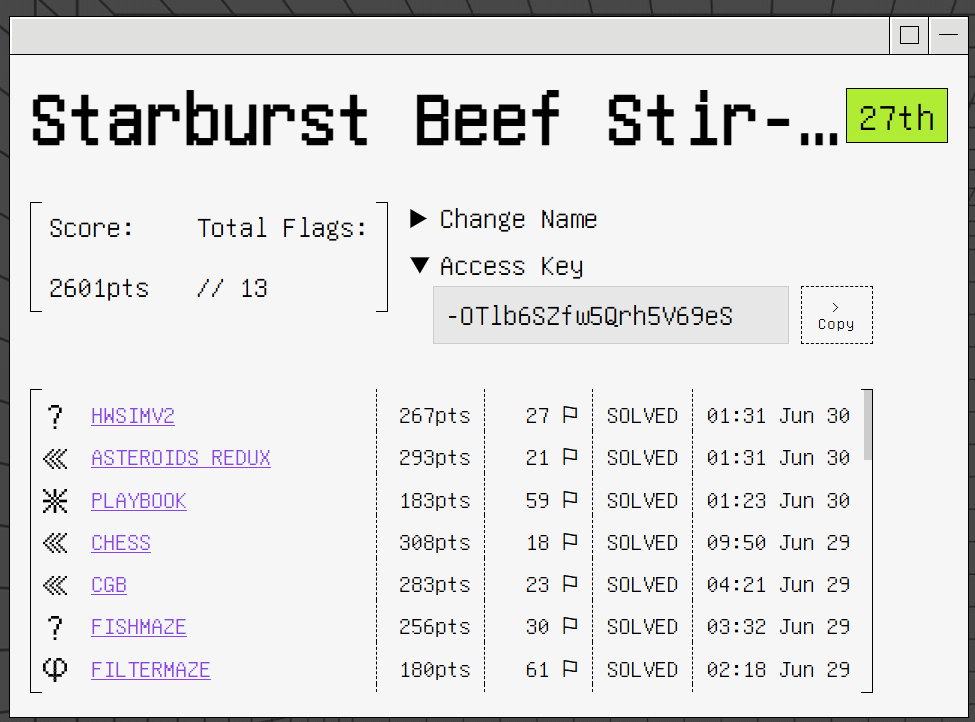 Starburst Beef Stir-…
27th
Score: Total Flags:
2601pts // 13
▶ Change Name
▼ Access Key
-OTlb6SZfw5Qrh5V69eS
> Copy
? HWSIMV2 267pts 27 SOLVED 01:31 Jun 30
ASTEROIDS REDUX 293pts 21 SOLVED 01:31 Jun 30
PLAYBOOK 183pts 59 SOLVED 01:23 Jun 30
CHESS 308pts 18 SOLVED 09:50 Jun 29
CGB 283pts 23 SOLVED 04:21 Jun 29
? FISHMAZE 256pts 30 SOLVED 03:32 Jun 29
φ FILTERMAZE 180pts 61 SOLVED 02:18 Jun 29